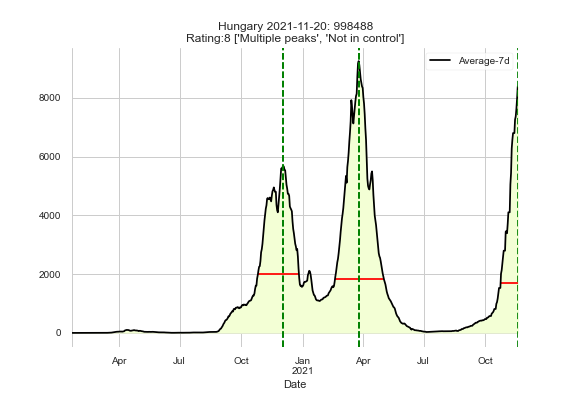 Hungary 2021-11-20: 998488
Rating:8 ['Multiple peaks', 'Not in control']
Average-7d
8000
6000
4000
2000
0
Apr Jul Oct Jan Apr Jul Oct
2021
Date